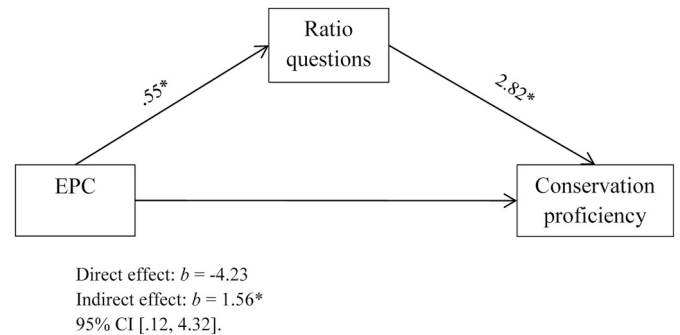 Ratio
questions
.55*
2.82*
EPC
Conservation
proficiency
Direct effect: b = -4.23
Indirect effect: b = 1.56*
95% CI [.12, 4.32].